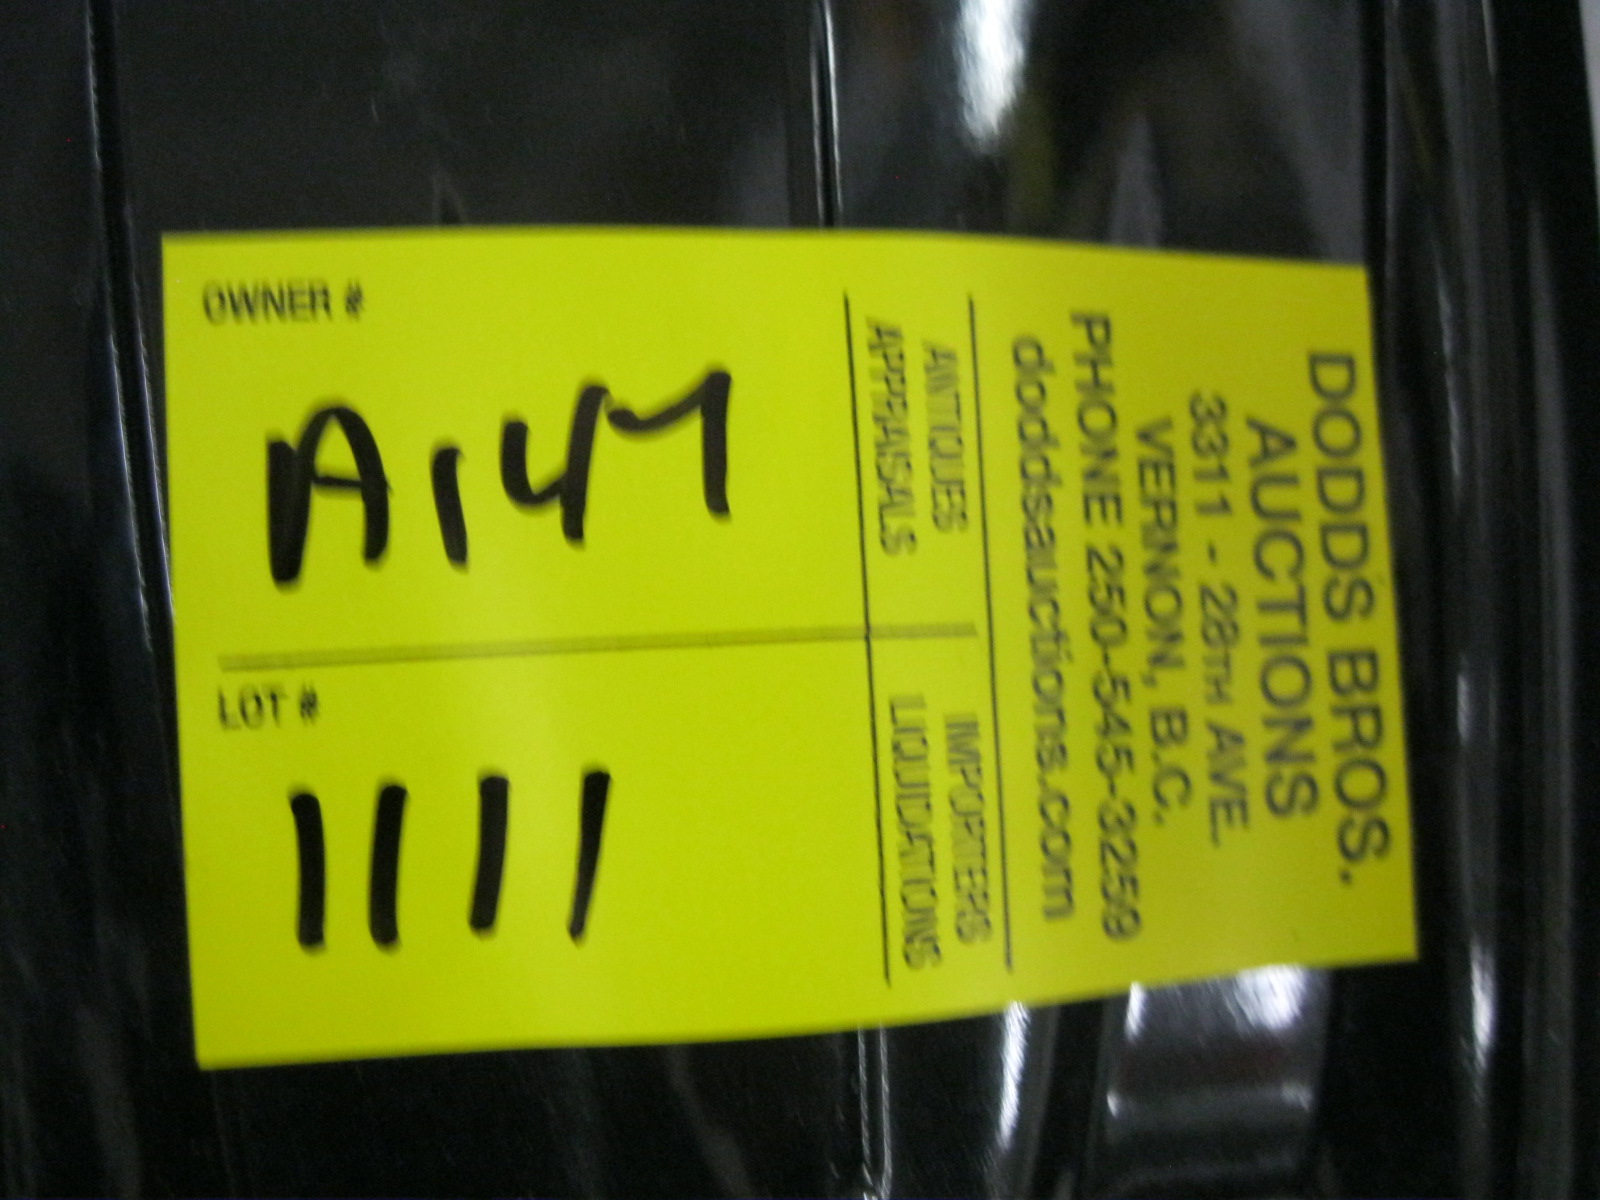 DODDS BROS.
AUCTIONS
3311 - 28TH AVE.
VERNON, B.C.
PHONE 250-545-3259
doddsauctions.com
ANTIQUES IMPORTERS
APPRAISALS LIQUIDATIONS
OWNER #
A147
LOT #
1111